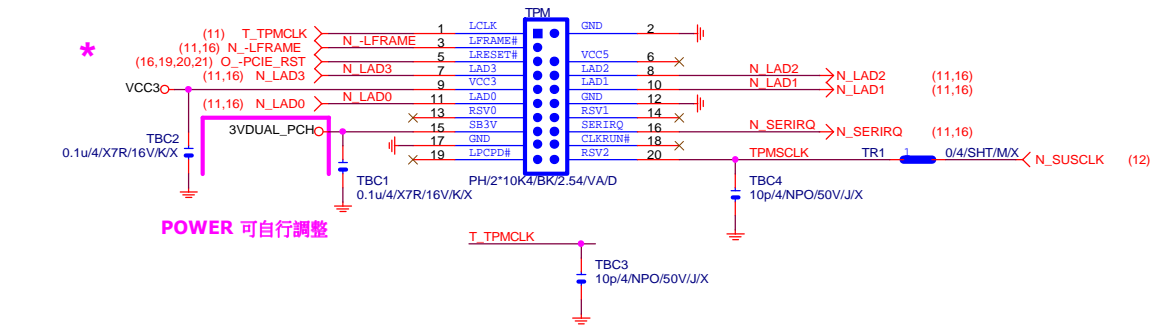 TPM
(11) T_TPMCLK 1 LCLK GND 2
*
(11,16) N_-LFRAME N_-LFRAME 3 LFRAME#
(16,19,20,21) O_-PCIE_RST 5 LRESET# VCC5 6
(11,16) N_LAD3 N_LAD3 7 LAD3 LAD2 8 N_LAD2 N_LAD2 (11,16)
VCC3 9 VCC3 LAD1 10 N_LAD1 N_LAD1 (11,16)
(11,16) N_LAD0 N_LAD0 11 LAD0 GND 12
13 RSV0 RSV1 14
3VDUAL_PCH 15 SB3V SERIRQ 16 N_SERIRQ N_SERIRQ (11,16)
17 GND CLKRUN# 18
19 LPCPD# RSV2 20 TPMSCLK TR1 1 0/4/SHT/M/X N_SUSCLK (12)
TBC2
0.1u/4/X7R/16V/K/X
TBC1
0.1u/4/X7R/16V/K/X
PH/2*10K4/BK/2.54/VA/D
TBC4
10p/4/NPO/50V/J/X
POWER 可自行調整
T_TPMCLK
TBC3
10p/4/NPO/50V/J/X